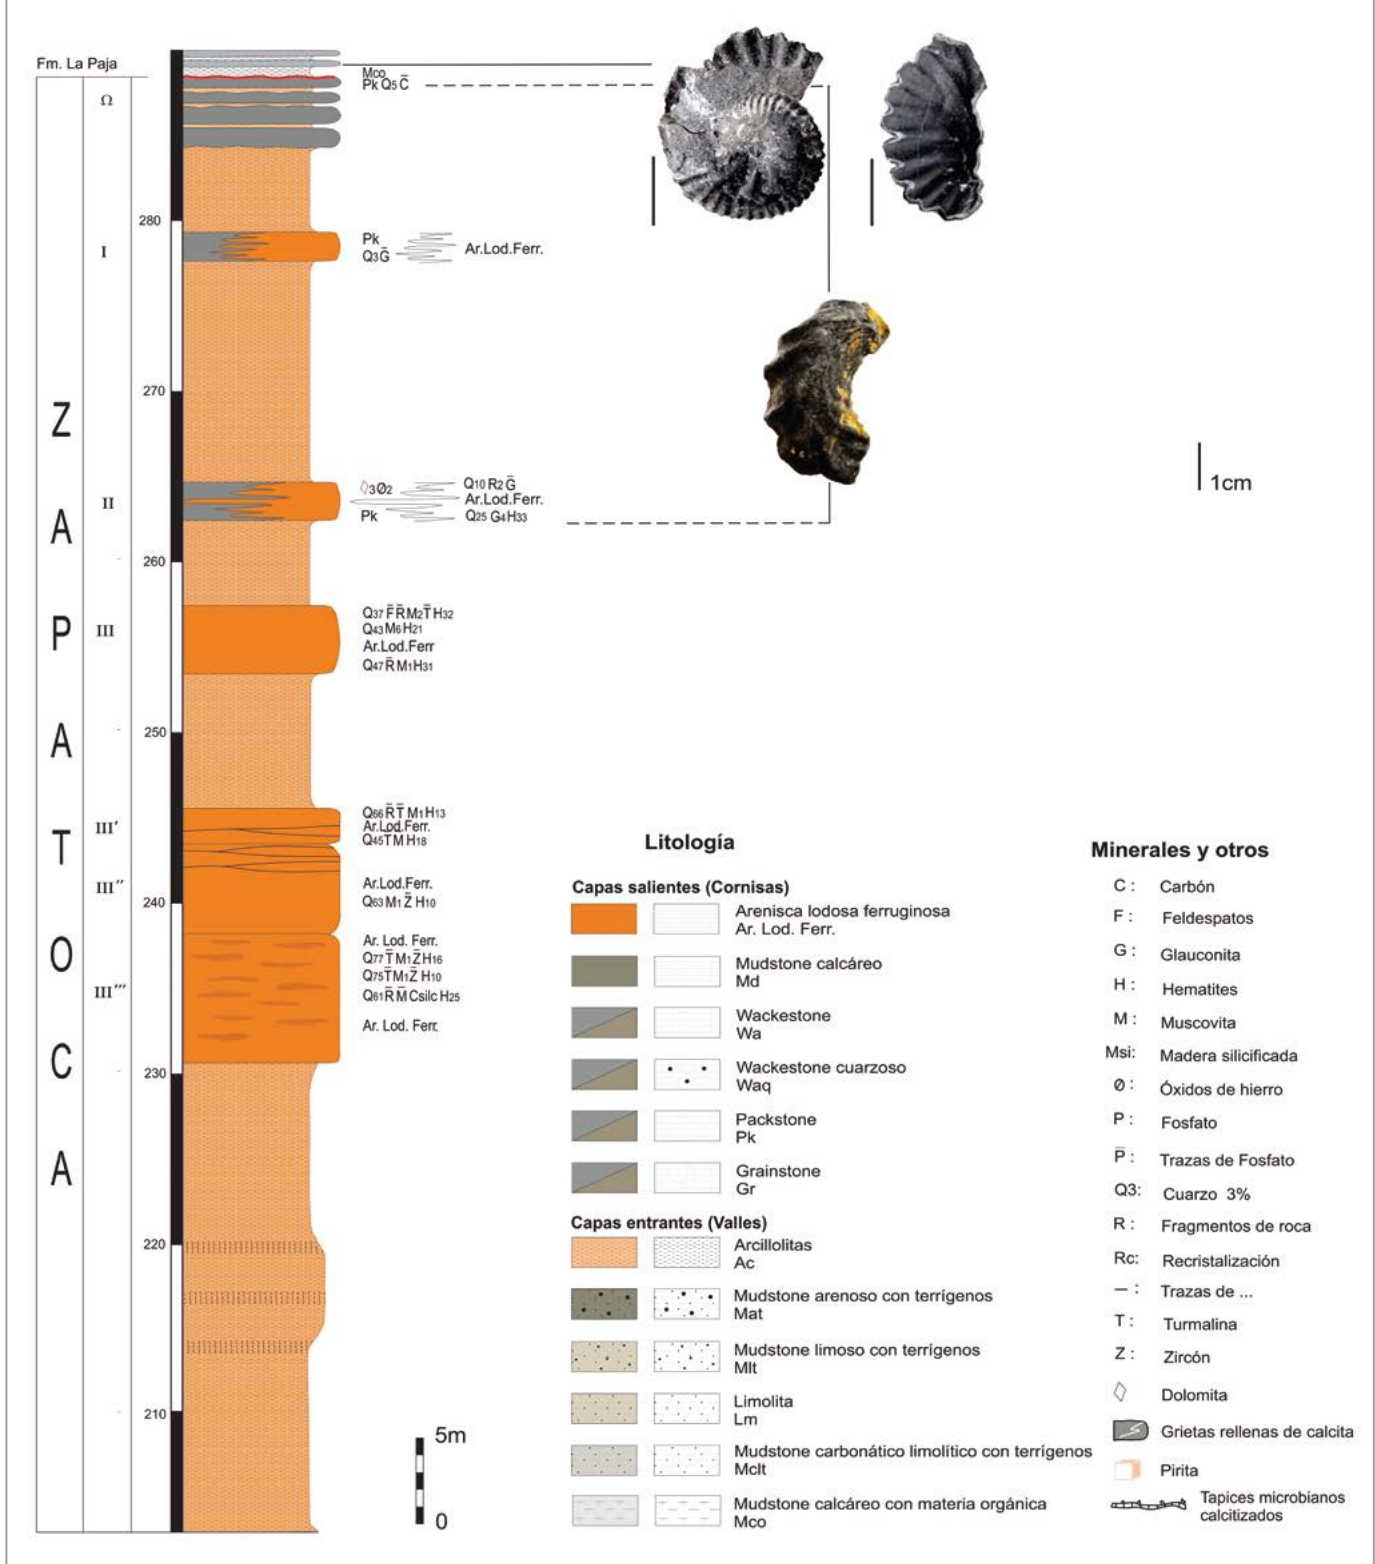 Fm. La Paja
Ω
Mco
Pk Q5 C̅
280
I
Pk
Q3 G̅
Ar.Lod.Ferr.
270
II
3Ø2
Pk
Q10 R2 G̅
Ar.Lod.Ferr.
Q25 G4H33
1cm
260
III
Q37 F̅ R̅ M2 T̅ H32
Q43 M6 H21
Ar.Lod.Ferr
Q47 R̅ M1H31
250
III'
Q66 R̅ T̅ M1 H13
Ar.Lod.Ferr.
Q45 T̅ M̅ H18
III''
Ar.Lod.Ferr.
Q63 M1 Z̅ H10
240
III'''
Ar. Lod. Ferr.
Q77 T̅ M1 Z̅ H16
Q75 T̅ M1 Z̅ H10
Q61 R̅ M̅ Csilc H25
Ar. Lod. Ferr.
230
220
210
ZAPATOCA
5m
0
Litología
Capas salientes (Cornisas)
Arenisca lodosa ferruginosa
Ar. Lod. Ferr.
Mudstone calcáreo
Md
Wackestone
Wa
Wackestone cuarzoso
Waq
Packstone
Pk
Grainstone
Gr
Capas entrantes (Valles)
Arcillolitas
Ac
Mudstone arenoso con terrígenos
Mat
Mudstone limoso con terrígenos
Mlt
Limolita
Lm
Mudstone carbonático limolítico con terrígenos
Mclt
Mudstone calcáreo con materia orgánica
Mco
Minerales y otros
C : Carbón
F : Feldespatos
G : Glauconita
H : Hematites
M : Muscovita
Msi: Madera silicificada
Ø : Óxidos de hierro
P : Fosfato
P̅ : Trazas de Fosfato
Q3: Cuarzo 3%
R : Fragmentos de roca
Rc: Recristalización
— : Trazas de ...
T : Turmalina
Z : Zircón
Dolomita
Grietas rellenas de calcita
Pirita
Tapices microbianos
calcitizados